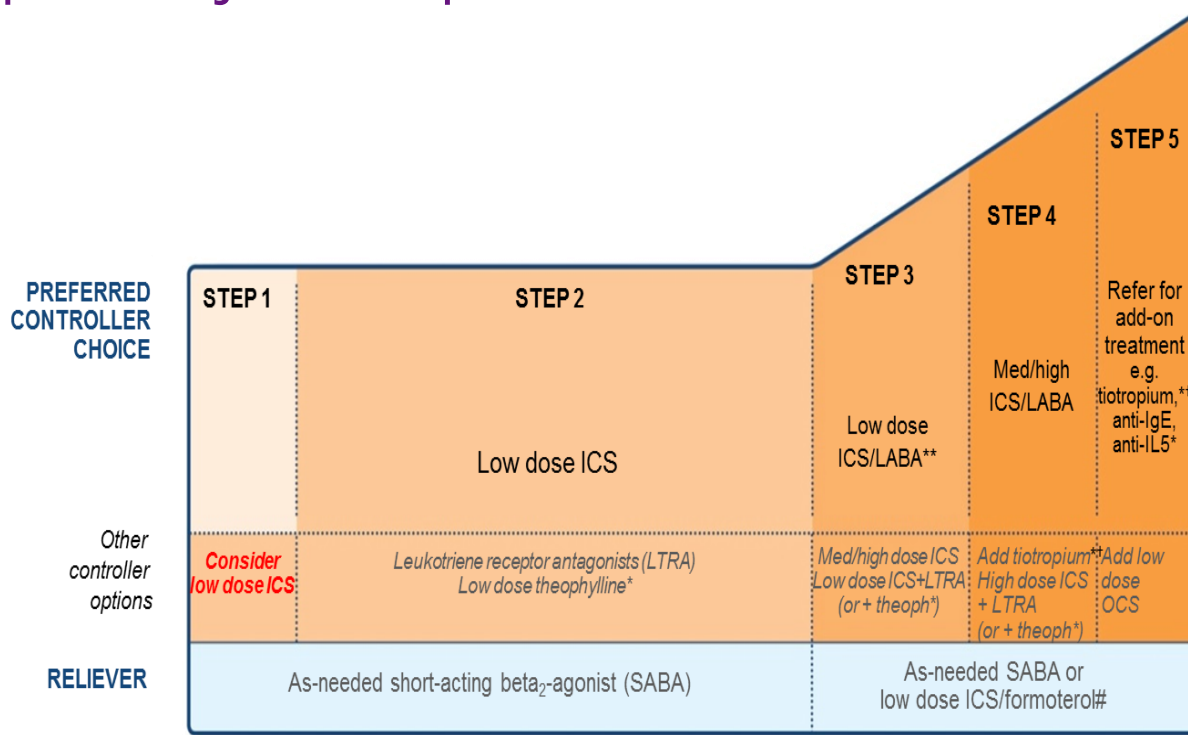 STEP 5
STEP 4
STEP 3
PREFERRED
CONTROLLER
CHOICE
STEP 1
STEP 2
Low dose ICS
Low dose
ICS/LABA**
Med/high
ICS/LABA
Refer for
add-on
treatment
e.g.
tiotropium,*†
anti-IgE,
anti-IL5*
Other
controller
options
Consider
low dose ICS
Leukotriene receptor antagonists (LTRA)
Low dose theophylline*
Med/high dose ICS
Low dose ICS+LTRA
(or + theoph*)
Add tiotropium*†
High dose ICS
+ LTRA
(or + theoph*)
Add low
dose
OCS
RELIEVER
As-needed short-acting beta₂-agonist (SABA)
As-needed SABA or
low dose ICS/formoterol#